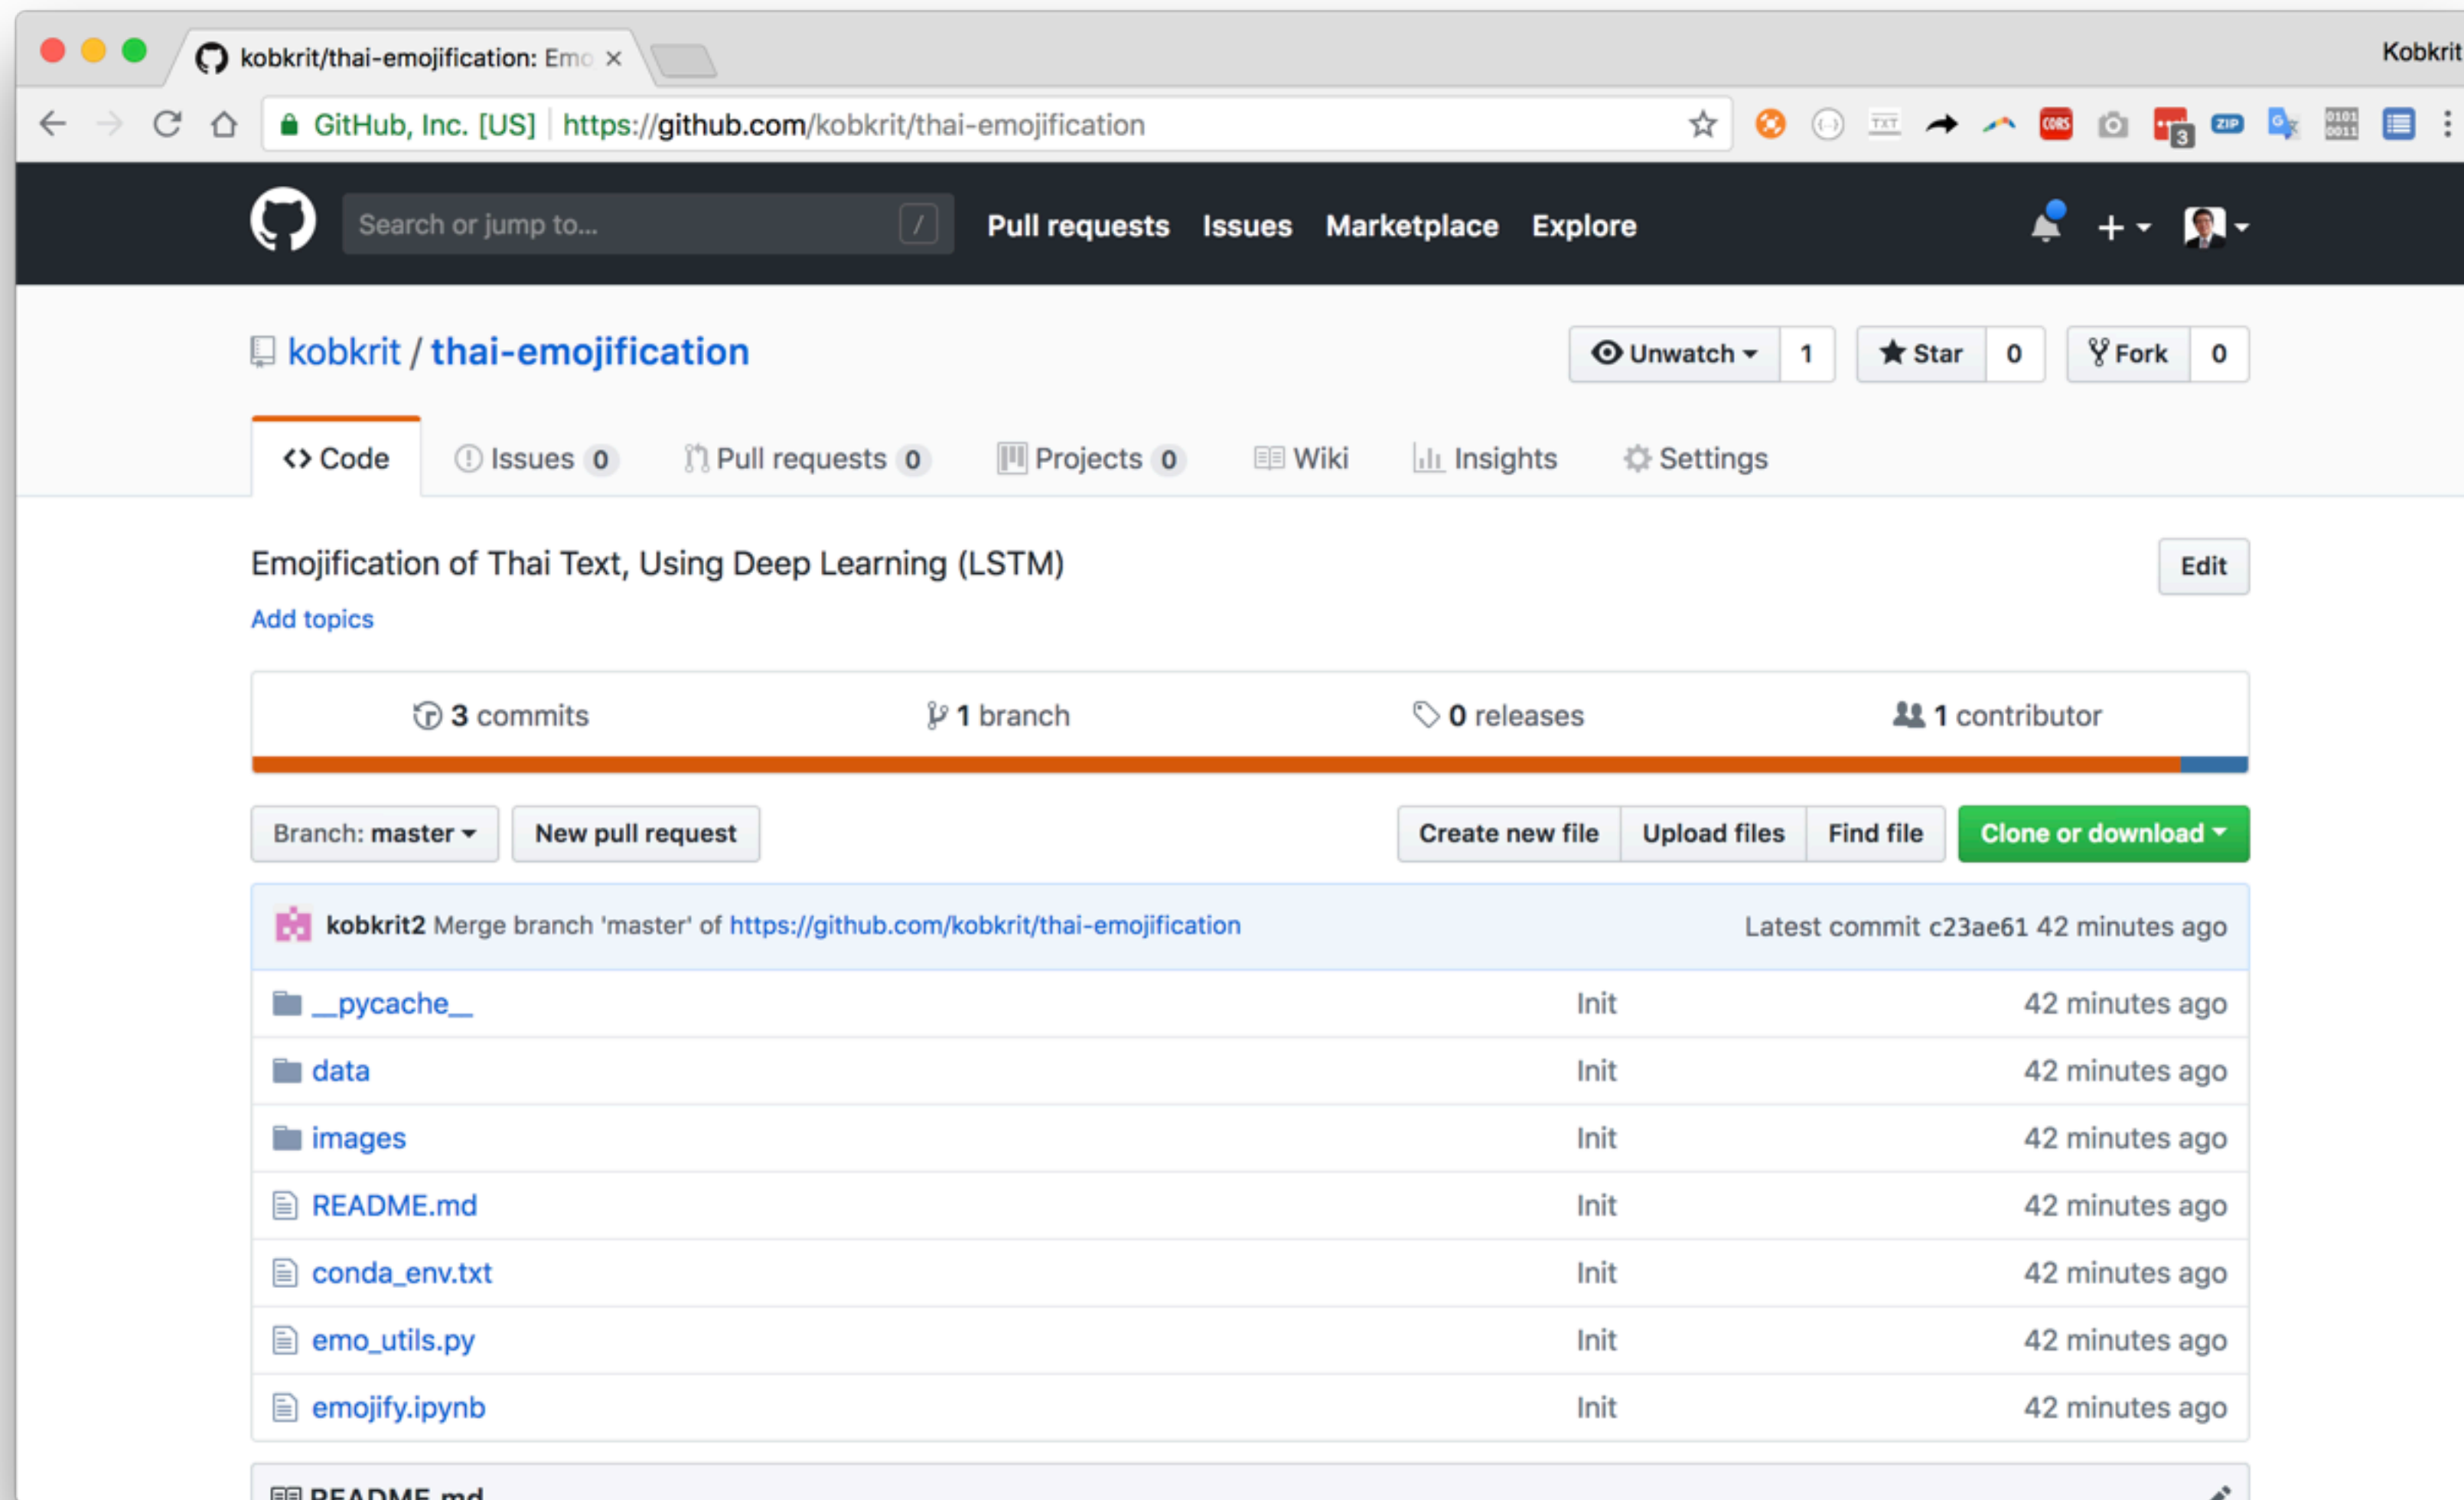 kobkrit/thai-emojification: Emo
Kobkrit
GitHub, Inc. [US] https://github.com/kobkrit/thai-emojification
{--} TXT CORS 3 ZIP G 0101 0011
Search or jump to... / Pull requests Issues Marketplace Explore
kobkrit / thai-emojification Unwatch 1 Star 0 Fork 0
Code Issues 0 Pull requests 0 Projects 0 Wiki Insights Settings
Emojification of Thai Text, Using Deep Learning (LSTM) Edit
Add topics
3 commits 1 branch 0 releases 1 contributor
Branch: master New pull request Create new file Upload files Find file Clone or download
kobkrit2 Merge branch 'master' of https://github.com/kobkrit/thai-emojification Latest commit c23ae61 42 minutes ago
__pycache__ Init 42 minutes ago
data Init 42 minutes ago
images Init 42 minutes ago
README.md Init 42 minutes ago
conda_env.txt Init 42 minutes ago
emo_utils.py Init 42 minutes ago
emojify.ipynb Init 42 minutes ago
README.md